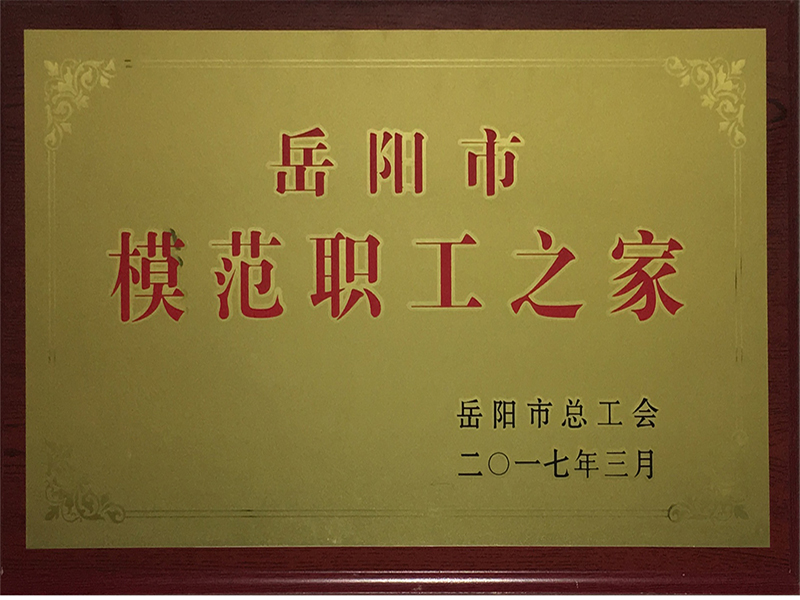 岳阳市
模范职工之家
岳阳市总工会
二〇一七年三月